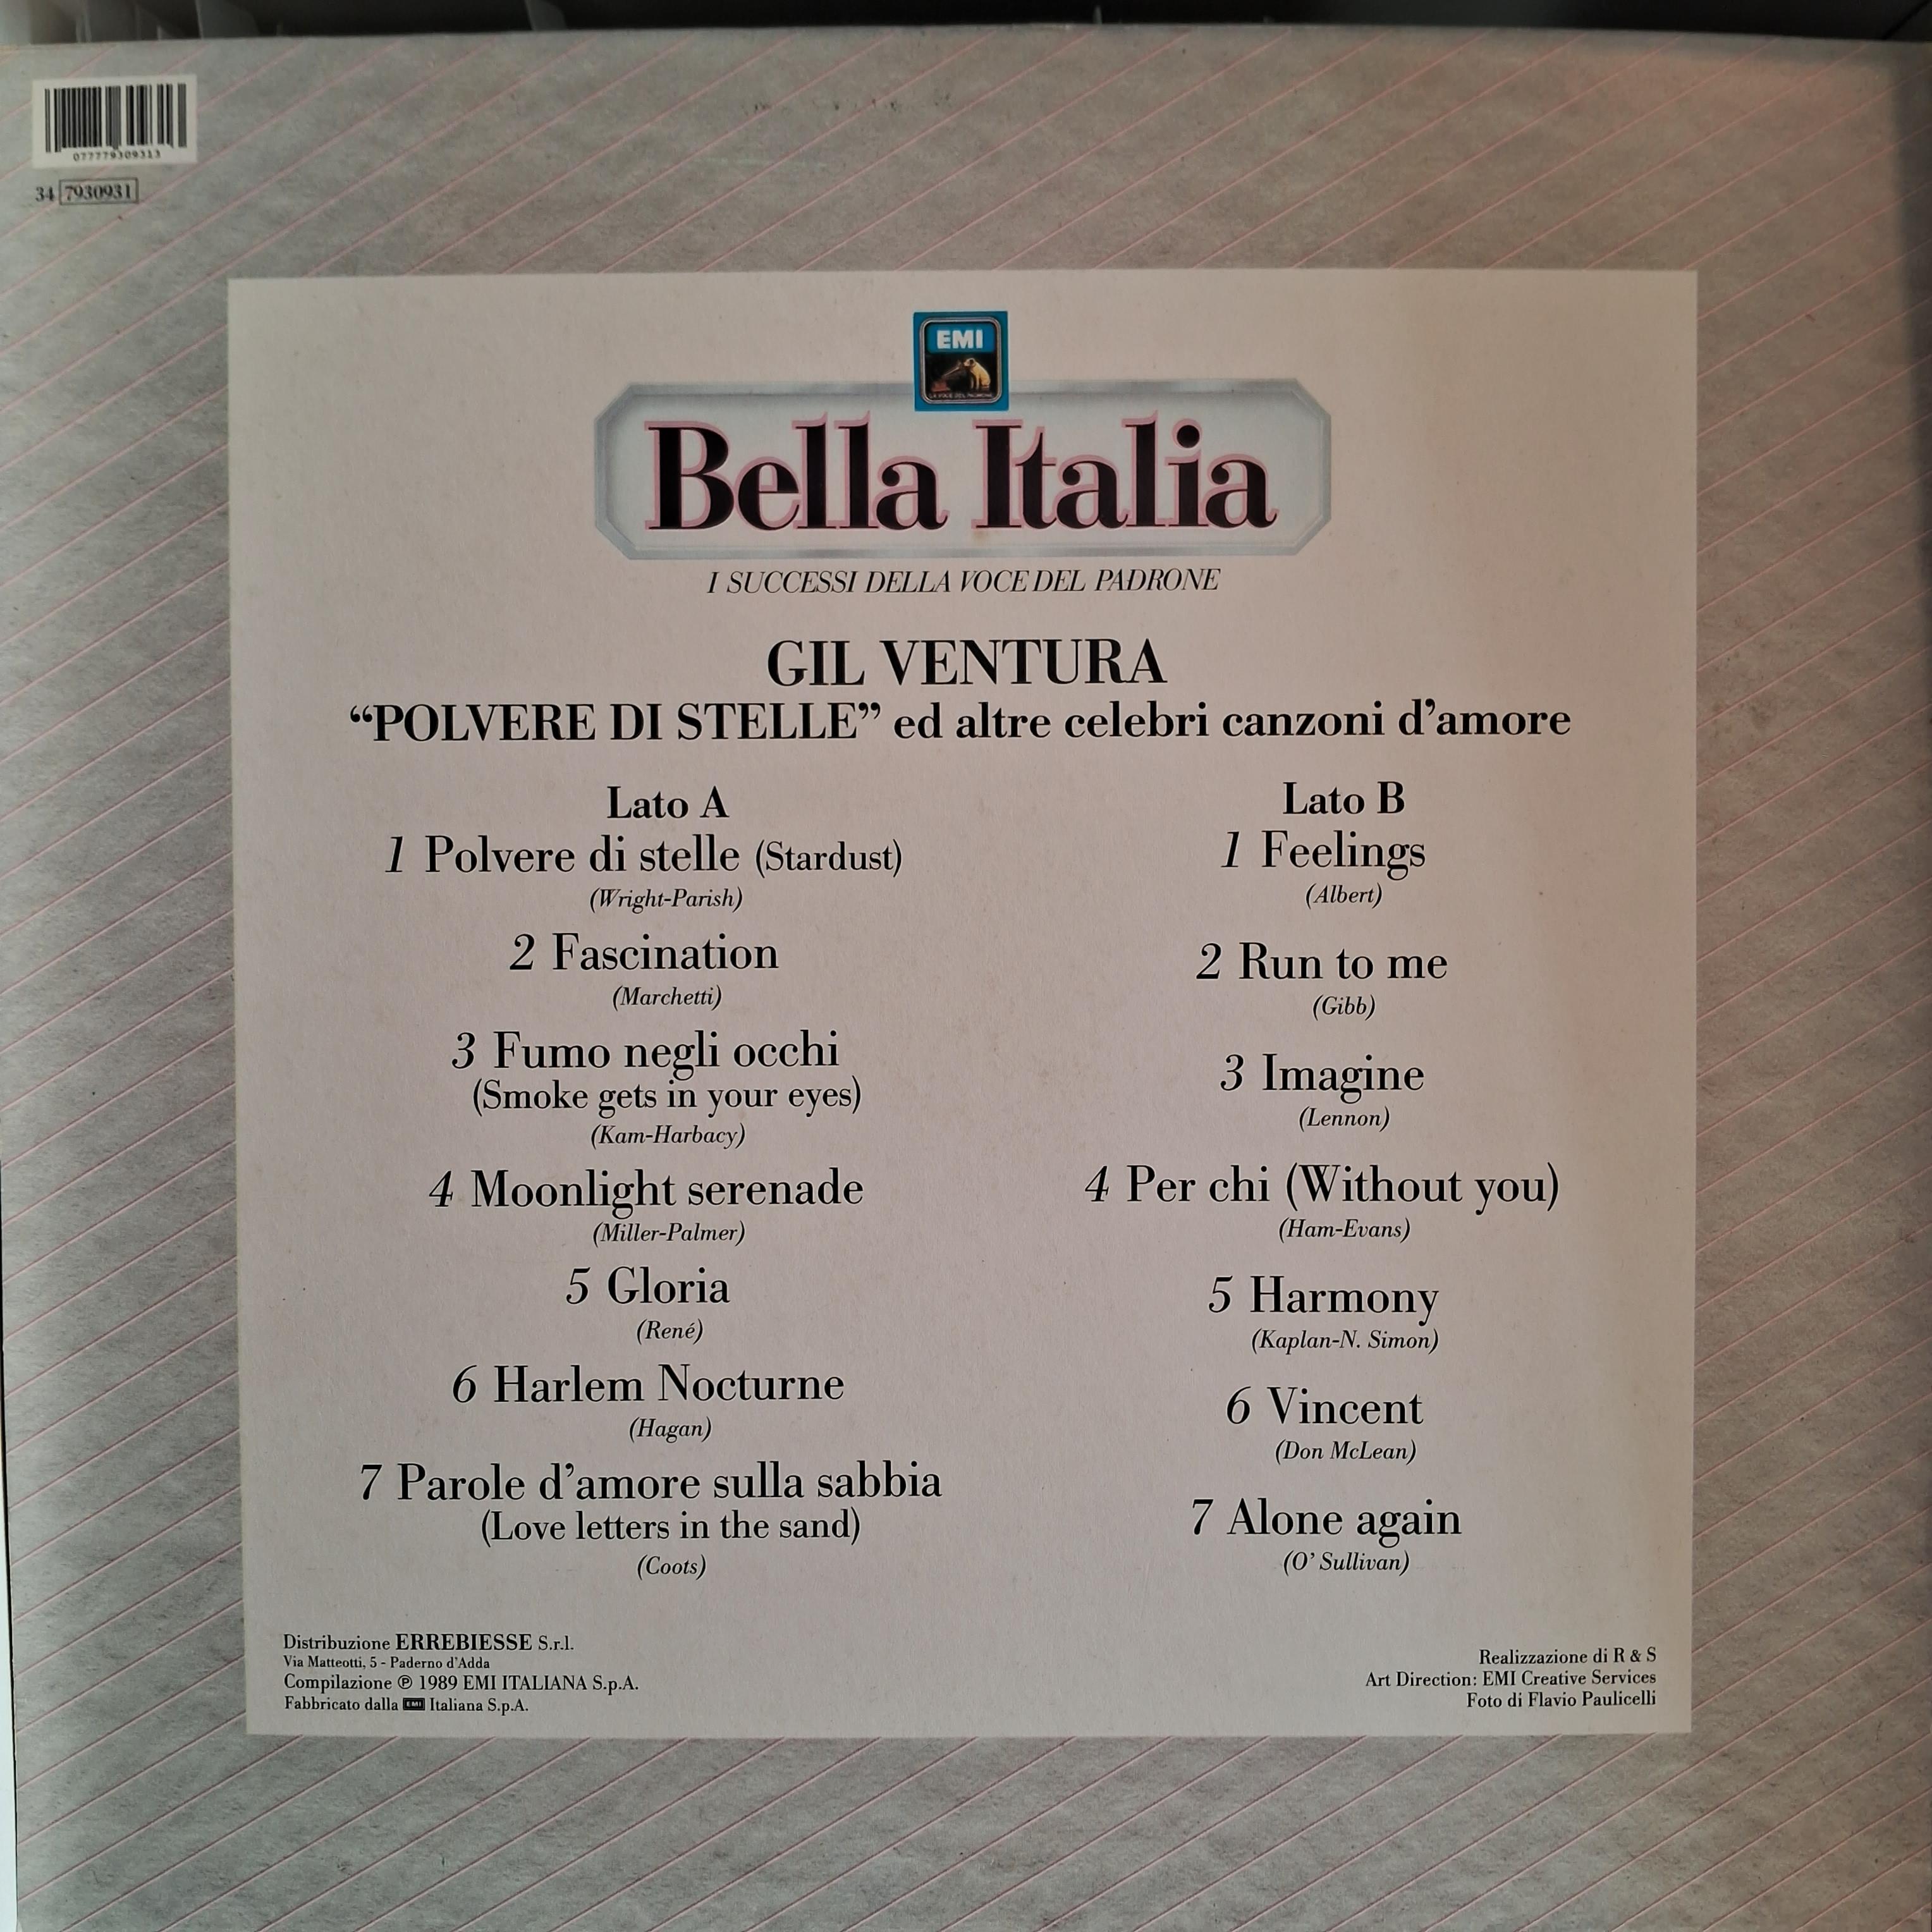 077779309313
34 7930931
EMI
LA VOCE DEL PADRONE
Bella Italia
I SUCCESSI DELLA VOCE DEL PADRONE
GIL VENTURA
“POLVERE DI STELLE” ed altre celebri canzoni d’amore
Lato A
1 Polvere di stelle (Stardust)
(Wright-Parish)
2 Fascination
(Marchetti)
3 Fumo negli occhi
(Smoke gets in your eyes)
(Kam-Harbacy)
4 Moonlight serenade
(Miller-Palmer)
5 Gloria
(René)
6 Harlem Nocturne
(Hagan)
7 Parole d’amore sulla sabbia
(Love letters in the sand)
(Coots)
Lato B
1 Feelings
(Albert)
2 Run to me
(Gibb)
3 Imagine
(Lennon)
4 Per chi (Without you)
(Ham-Evans)
5 Harmony
(Kaplan-N. Simon)
6 Vincent
(Don McLean)
7 Alone again
(O’ Sullivan)
Distribuzione ERREBIESSE S.r.l.
Via Matteotti, 5 - Paderno d’Adda
Compilazione ℗ 1989 EMI ITALIANA S.p.A.
Fabbricato dalla EMI Italiana S.p.A.
Realizzazione di R & S
Art Direction: EMI Creative Services
Foto di Flavio Paulicelli